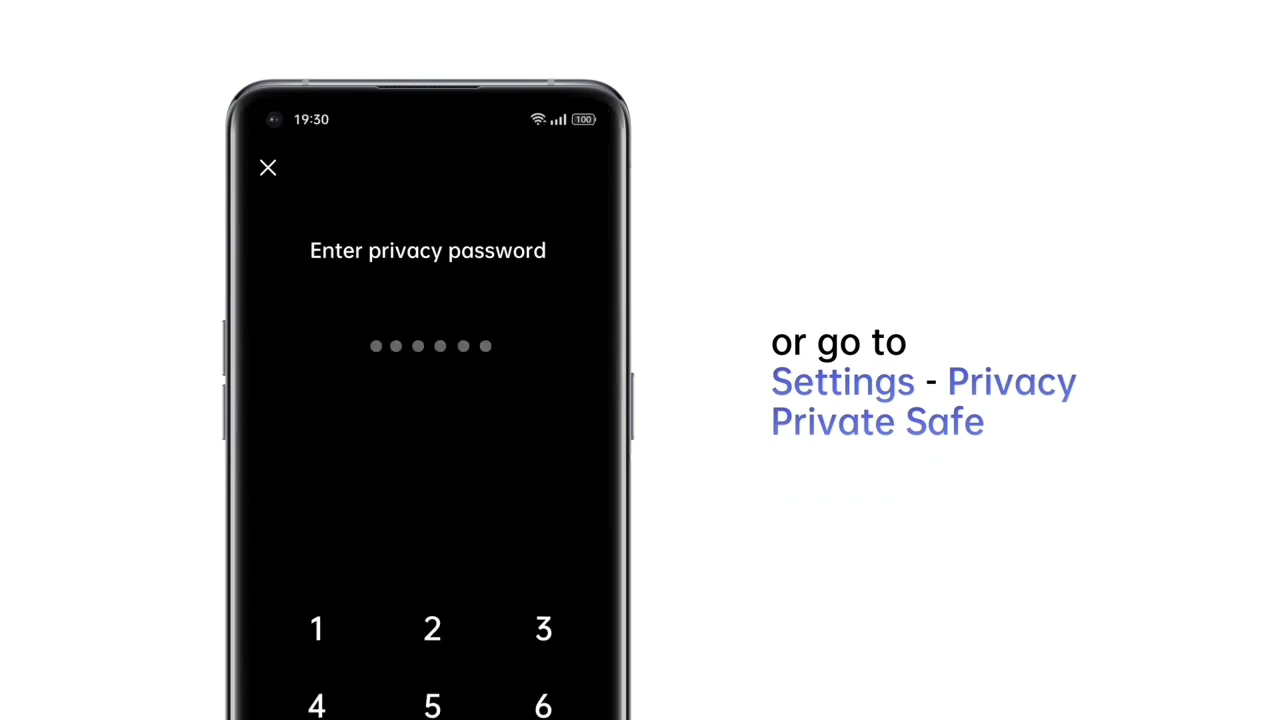 19:30
100
Enter privacy password
or go to
Settings - Privacy
Private Safe
1 2 3
4 5 6